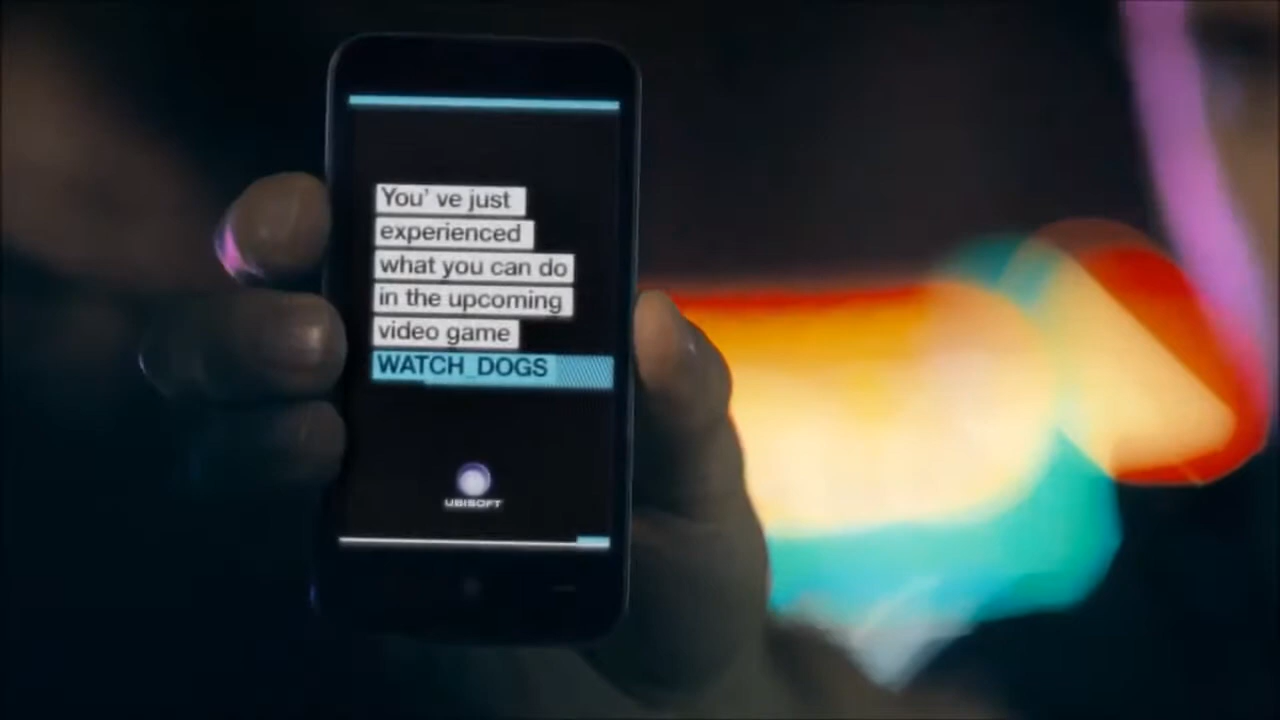 You' ve just
experienced
what you can do
in the upcoming
video game
WATCH_DOGS
UBISOFT